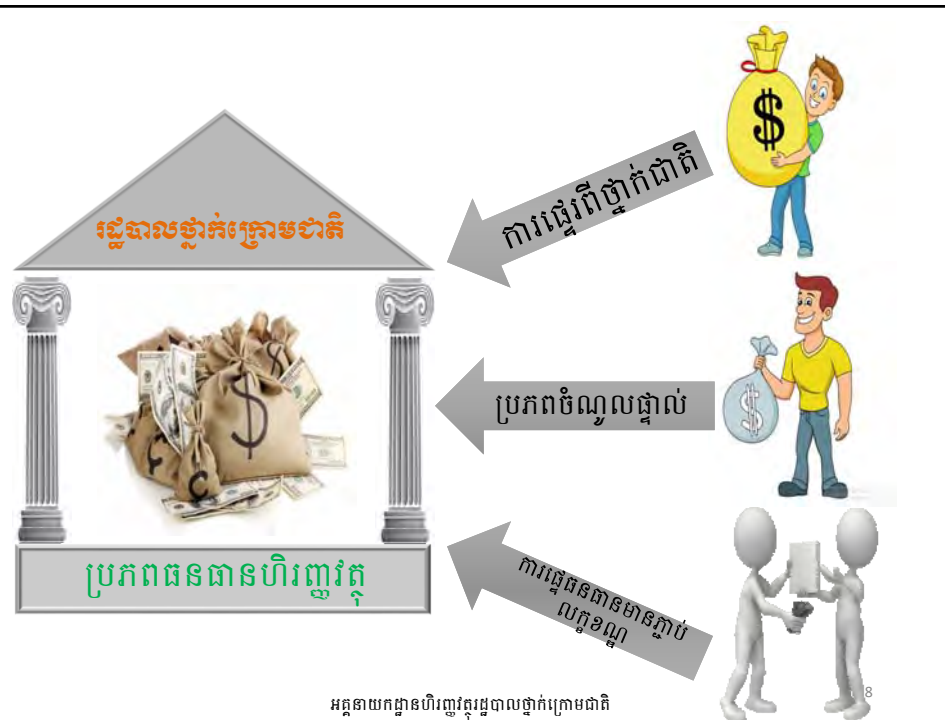 រដ្ឋបាលថ្នាក់ក្រោមជាតិ
ការផ្ទេរពីថ្នាក់ជាតិ
$
ប្រភពចំណូលផ្ទាល់
$
$
ប្រភពធនធានហិរញ្ញវត្ថុ
ការផ្ទេធនធានមានភ្ជាប់
លក្ខខណ្ឌ
អគ្គនាយកដ្ឋានហិរញ្ញវត្ថុរដ្ឋបាលថ្នាក់ក្រោមជាតិ
8